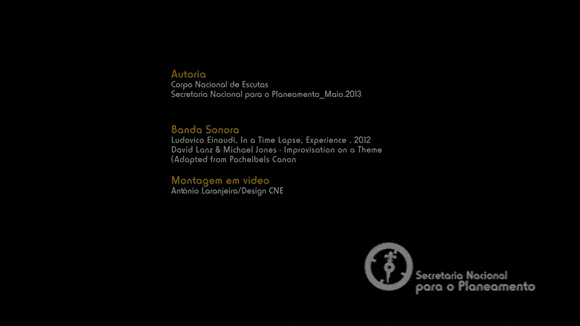 Autoria
Corpo Nacional de Escutas
Secretaria Nacional para o Planeamento_Maio.2013
Banda Sonora
Ludovico Einaudi, In a Time Lapse, Experience . 2012
David Lanz & Michael Jones - Improvisation on a Theme
(Adapted from Pachelbels Canon
Montagem em video
António Laranjeira/Design CNE
Secretaria Nacional
para o Planeamento